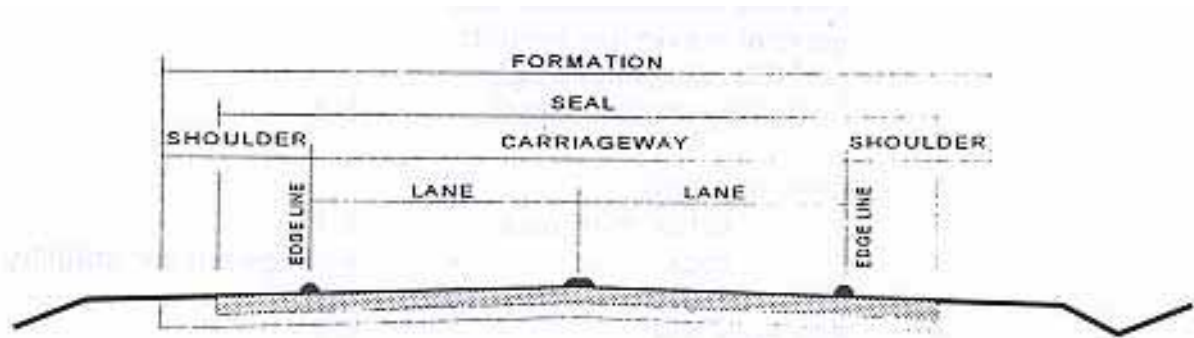 FORMATION
SEAL
SHOULDER CARRIAGEWAY SHOULDER
LANE LANE
EDGE LINE EDGE LINE